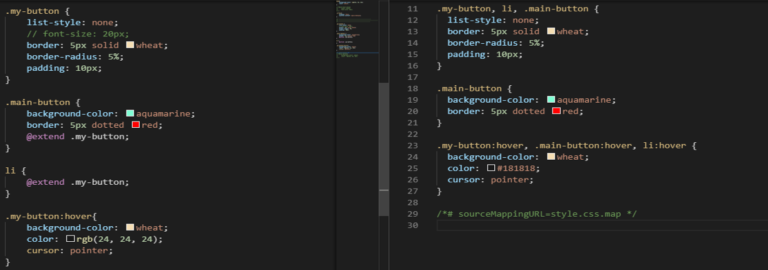 .my-button {
    list-style: none;
    // font-size: 20px;
    border: 5px solid wheat;
    border-radius: 5%;
    padding: 10px;
}
.main-button {
    background-color: aquamarine;
    border: 5px dotted red;
    @extend .my-button;
}
li {
    @extend .my-button;
}
.my-button:hover{
    background-color: wheat;
    color: rgb(24, 24, 24);
    cursor: pointer;
}
11 .my-button, li, .main-button {
12     list-style: none;
13     border: 5px solid wheat;
14     border-radius: 5%;
15     padding: 10px;
16 }
17
18 .main-button {
19     background-color: aquamarine;
20     border: 5px dotted red;
21 }
22
23 .my-button:hover, .main-button:hover, li:hover {
24     background-color: wheat;
25     color: #181818;
26     cursor: pointer;
27 }
28
29 /*# sourceMappingURL=style.css.map */
30